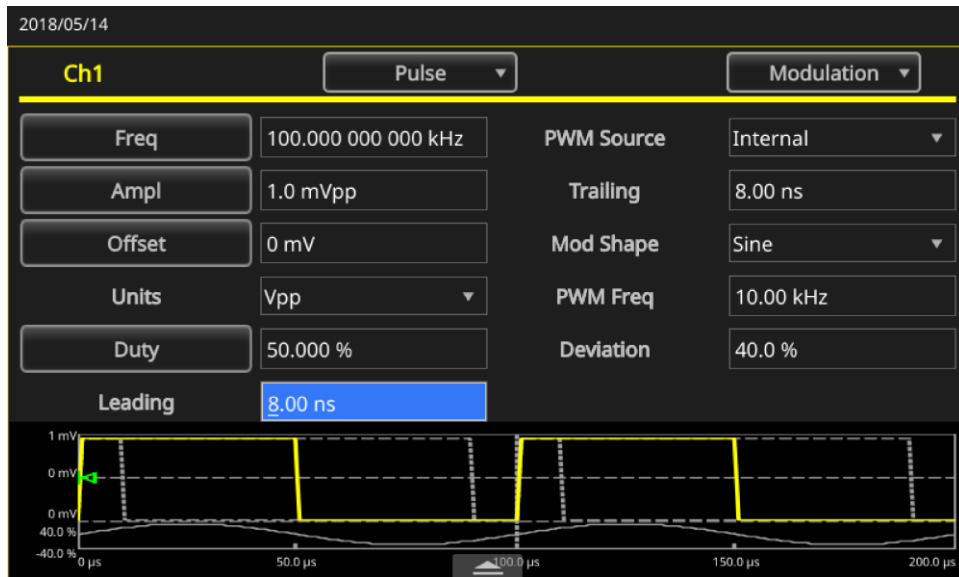 2018/05/14
Ch1 Pulse Modulation
Freq 100.000 000 000 kHz PWM Source Internal
Ampl 1.0 mVpp Trailing 8.00 ns
Offset 0 mV Mod Shape Sine
Units Vpp PWM Freq 10.00 kHz
Duty 50.000 % Deviation 40.0 %
Leading 8.00 ns
1 mV
0 mV
0 mV
40.0 %
-40.0 %
0 µs 50.0 µs 100.0 µs 150.0 µs 200.0 µs